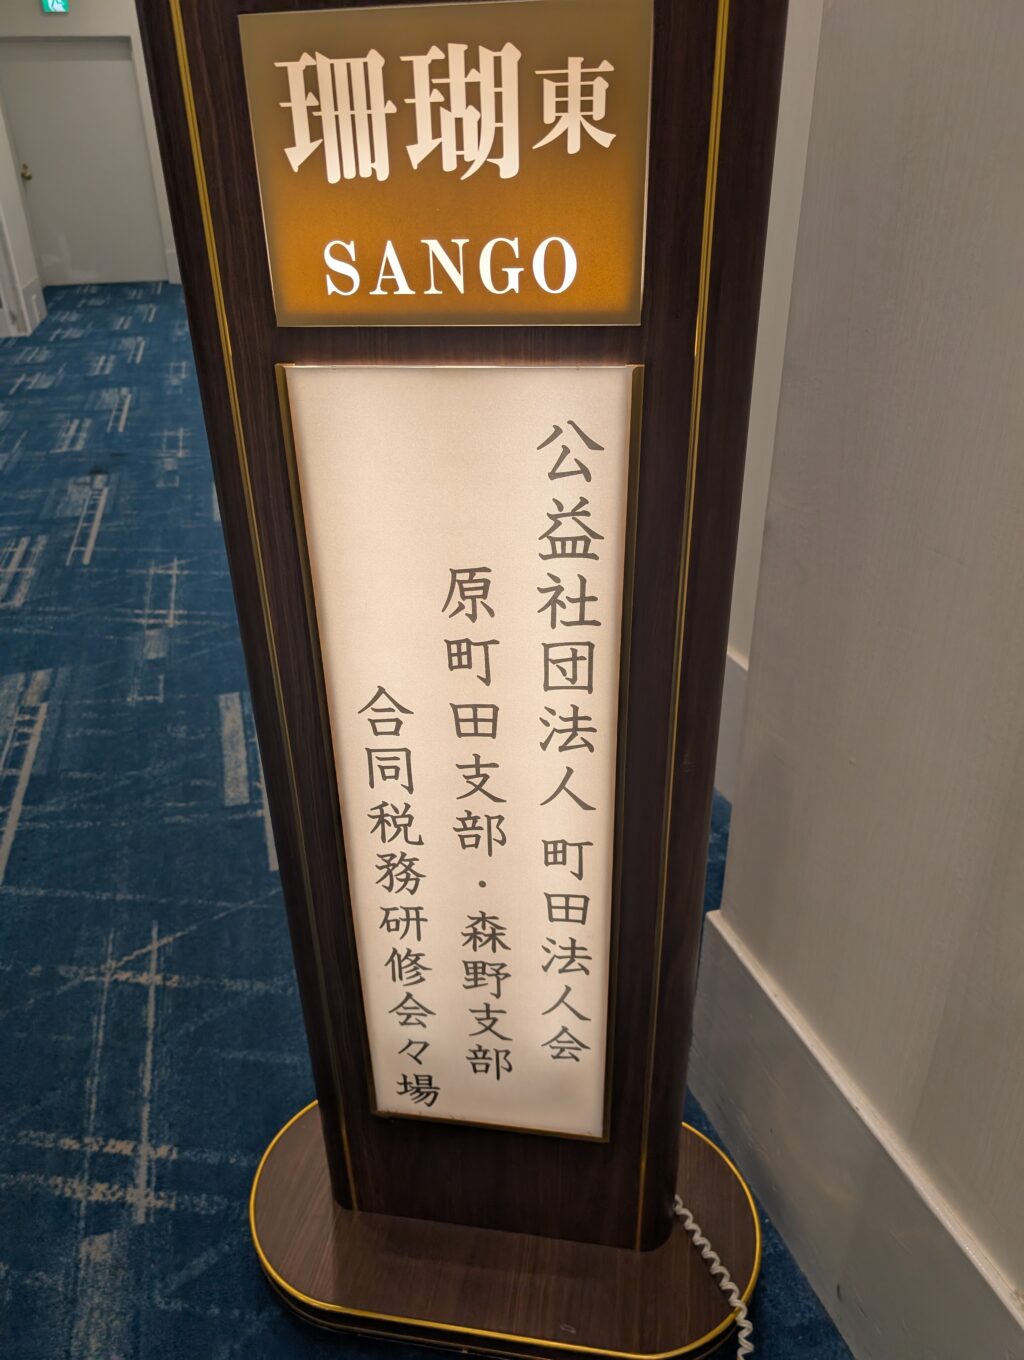 珊瑚東
SANGO
公益社団法人 町田法人会
原町田支部・森野支部
合同税務研修会々場